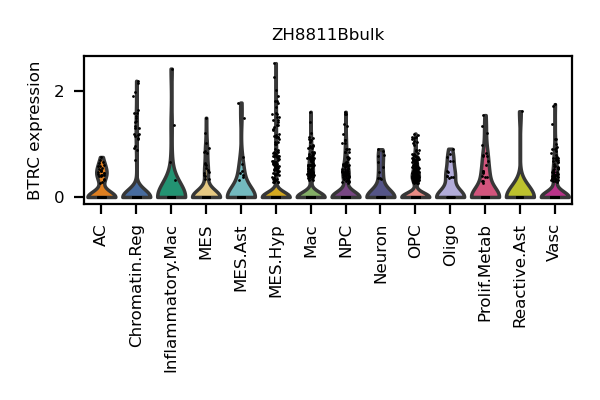 ZH8811Bbulk
BTRC expression
2
0
AC
Chromatin.Reg
Inflammatory.Mac
MES
MES.Ast
MES.Hyp
Mac
NPC
Neuron
OPC
Oligo
Prolif.Metab
Reactive.Ast
Vasc